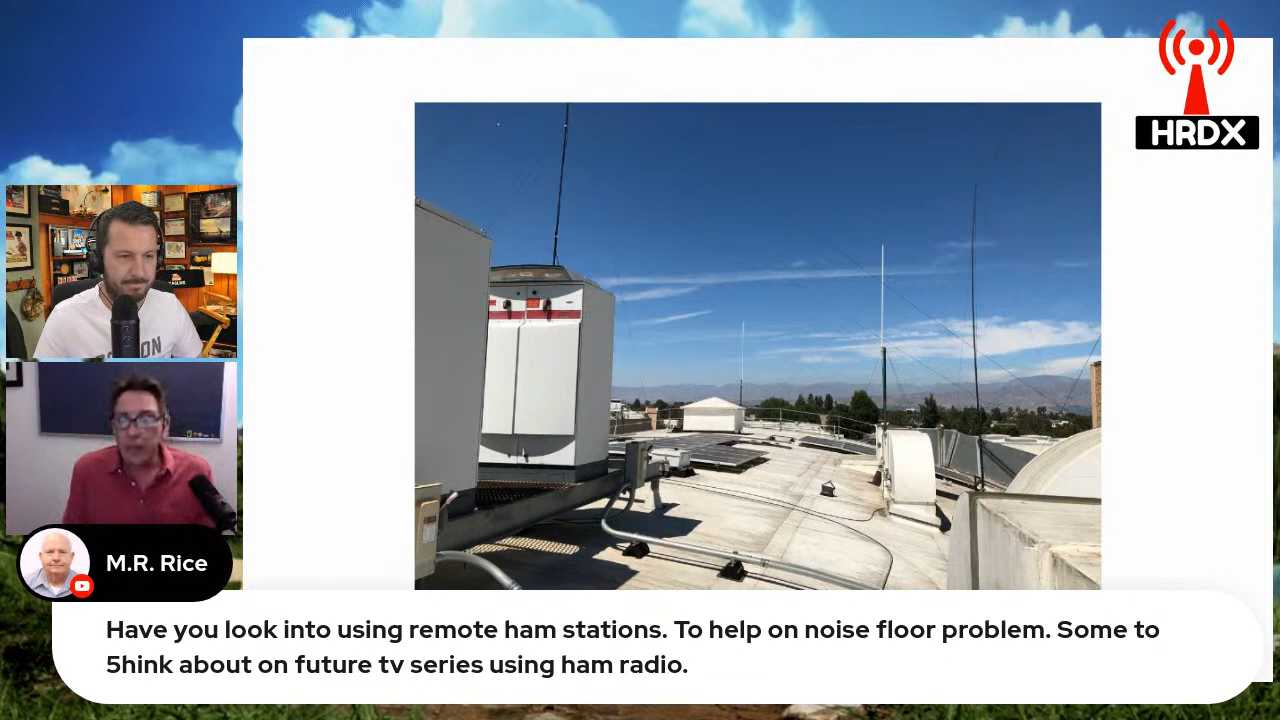 HRDX
M.R. Rice
Have you look into using remote ham stations. To help on noise floor problem. Some to
5hink about on future tv series using ham radio.